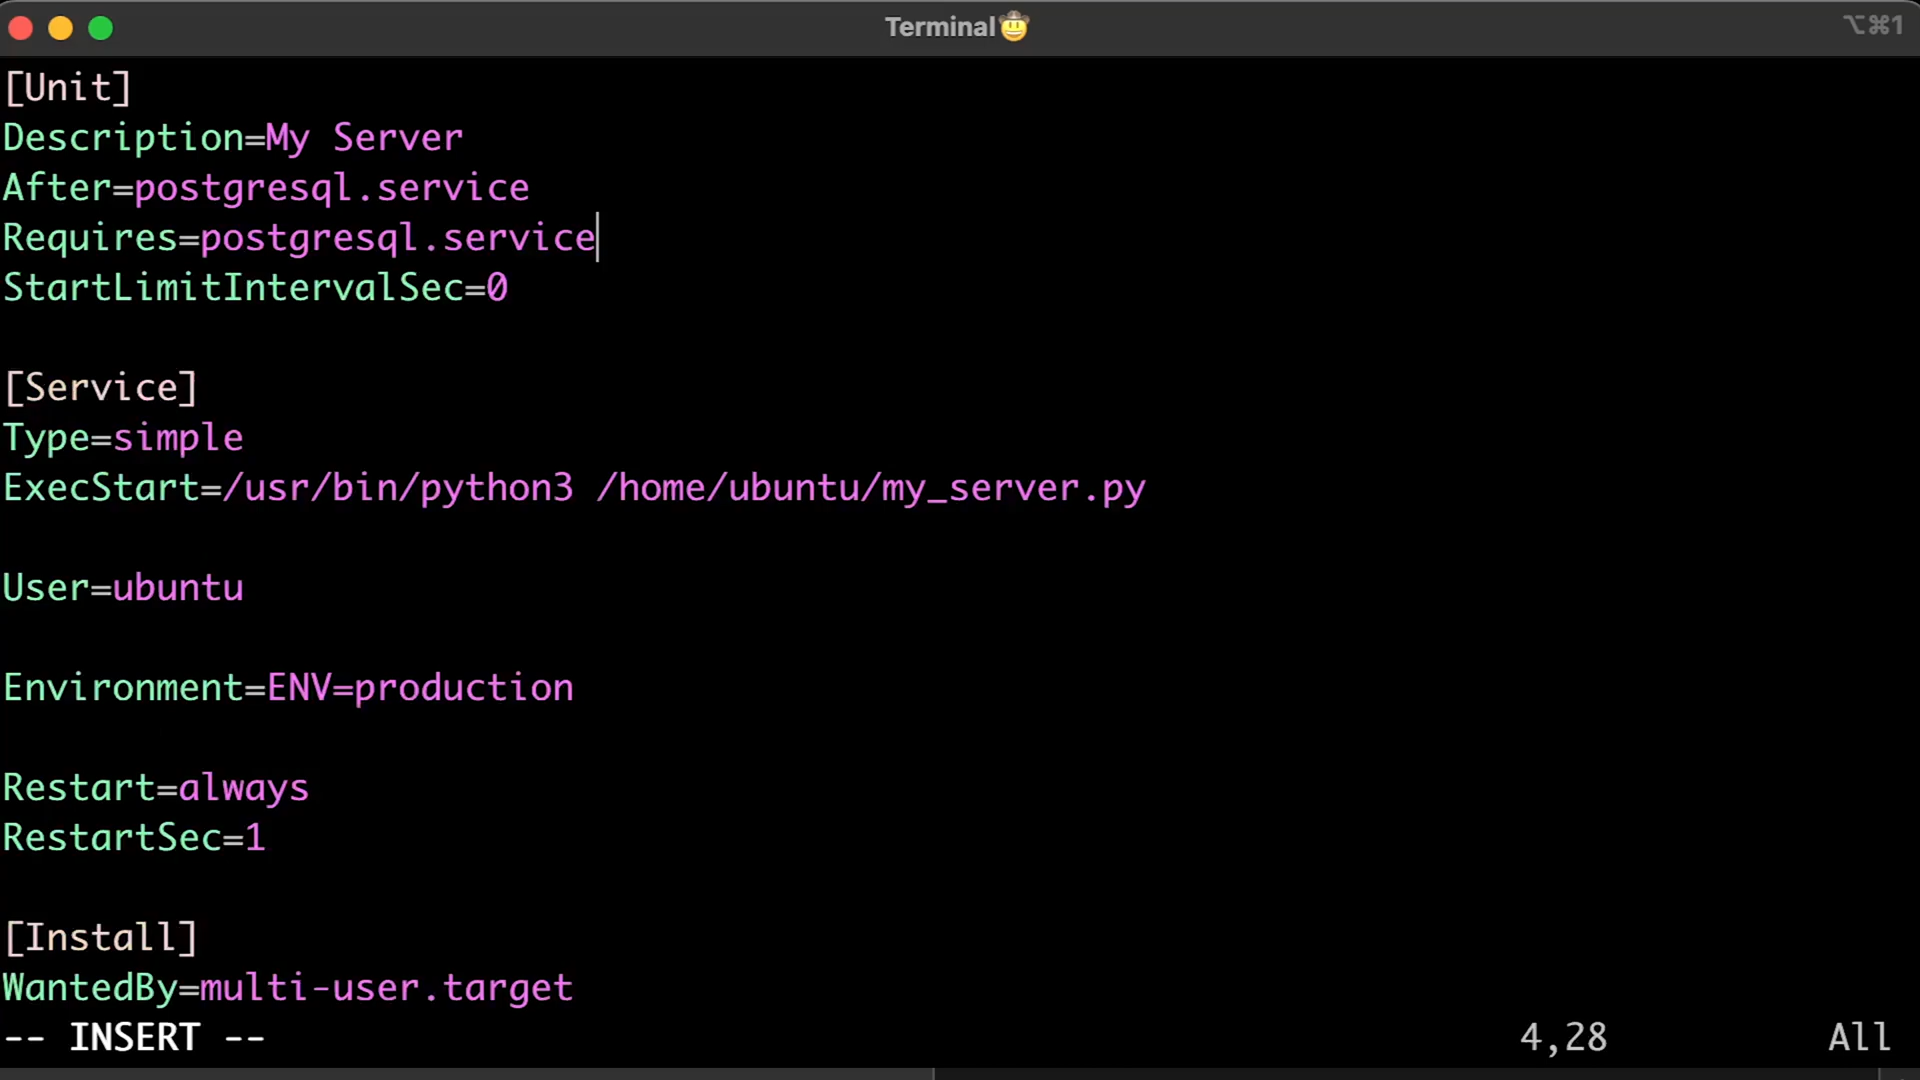 Terminal🤠
⌥⌘1
[Unit]
Description=My Server
After=postgresql.service
Requires=postgresql.service
StartLimitIntervalSec=0
[Service]
Type=simple
ExecStart=/usr/bin/python3 /home/ubuntu/my_server.py
User=ubuntu
Environment=ENV=production
Restart=always
RestartSec=1
[Install]
WantedBy=multi-user.target
-- INSERT -- 4,28 All